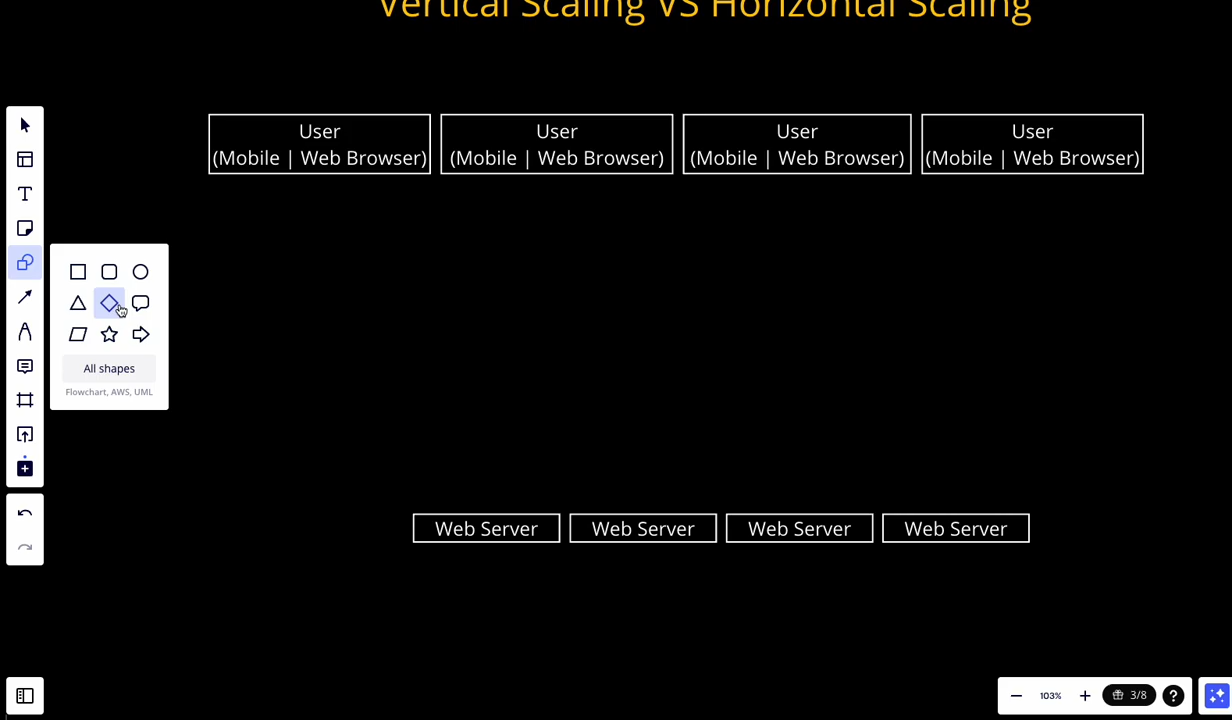 Vertical Scaling VS Horizontal Scaling
User
(Mobile | Web Browser)
User
(Mobile | Web Browser)
User
(Mobile | Web Browser)
User
(Mobile | Web Browser)
All shapes
Flowchart, AWS, UML
Web Server
Web Server
Web Server
Web Server
103%
3/8